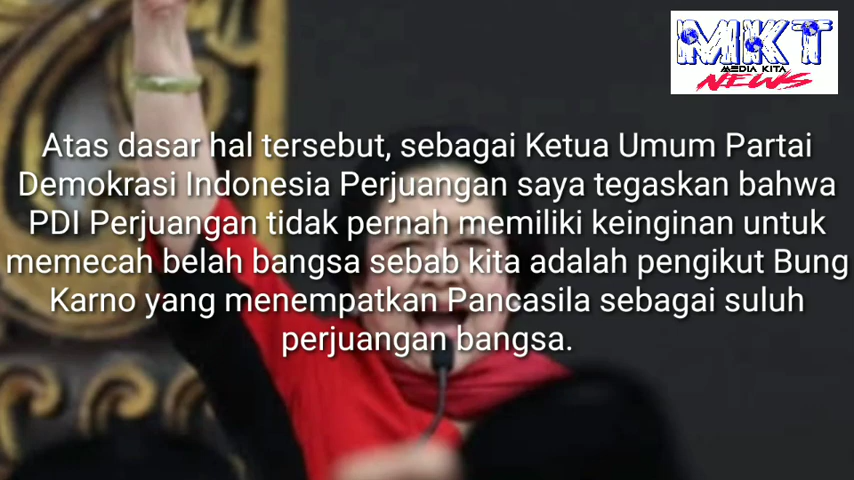 MKT
MEDIA KITA
NEWS
Atas dasar hal tersebut, sebagai Ketua Umum Partai
Demokrasi Indonesia Perjuangan saya tegaskan bahwa
PDI Perjuangan tidak pernah memiliki keinginan untuk
memecah belah bangsa sebab kita adalah pengikut Bung
Karno yang menempatkan Pancasila sebagai suluh
perjuangan bangsa.